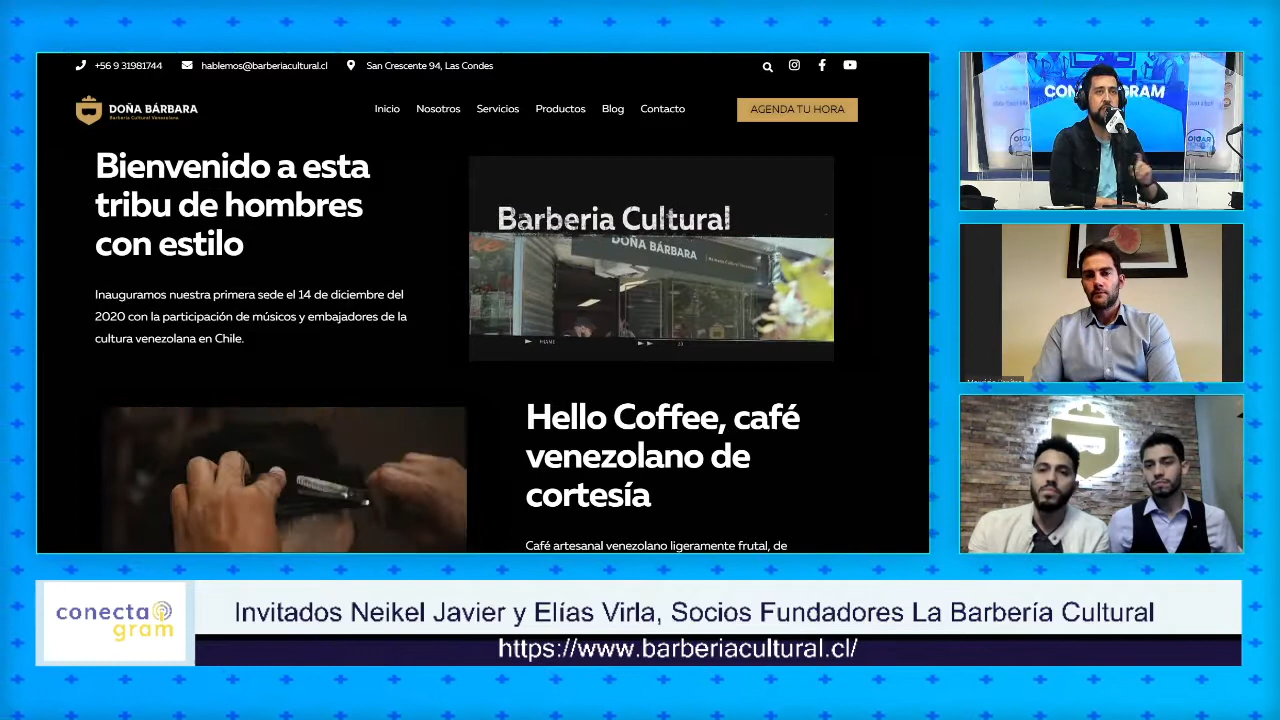 +56 9 31981744
hablemos@barberiacultural.cl
San Crescente 94, Las Condes
DOÑA BÁRBARA
Barbería Cultural Venezolana
Inicio
Nosotros
Servicios
Productos
Blog
Contacto
AGENDA TU HORA
Bienvenido a esta
tribu de hombres
con estilo
Inauguramos nuestra primera sede el 14 de diciembre del
2020 con la participación de músicos y embajadores de la
cultura venezolana en Chile.
Barberia Cultural
DOÑA BÁRBARA
Hello Coffee, café
venezolano de
cortesía
Café artesanal venezolano ligeramente frutal, de
conecta
gram
Invitados Neikel Javier y Elías Virla, Socios Fundadores La Barbería Cultural
https://www.barberiacultural.cl/